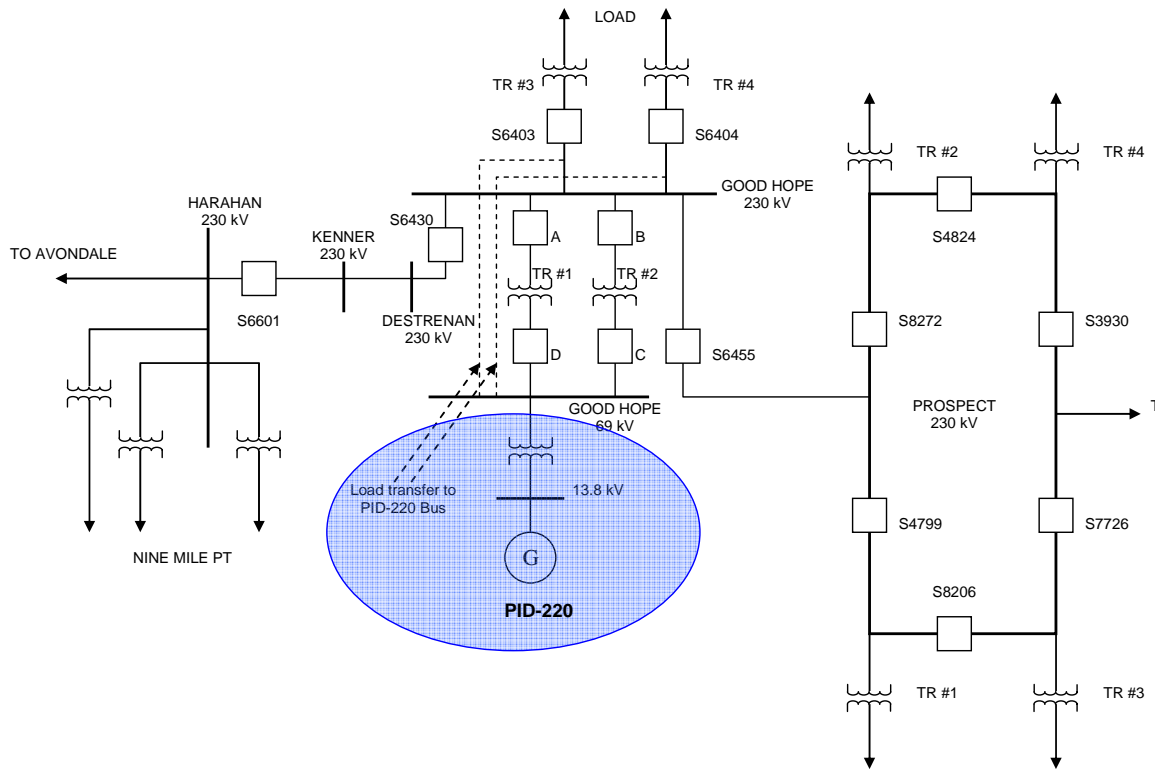 LOAD
TR #3
TR #4
S6403
S6404
GOOD HOPE
230 kV
HARAHAN
230 kV
S6430
KENNER
230 kV
TO AVONDALE
S6601
DESTRENAN
230 kV
A
B
TR #1
TR #2
D
C
S6455
GOOD HOPE
69 kV
Load transfer to
PID-220 Bus
13.8 kV
G
PID-220
NINE MILE PT
TR #2
TR #4
S4824
S8272
S3930
PROSPECT
230 kV
T
S4799
S7726
S8206
TR #1
TR #3